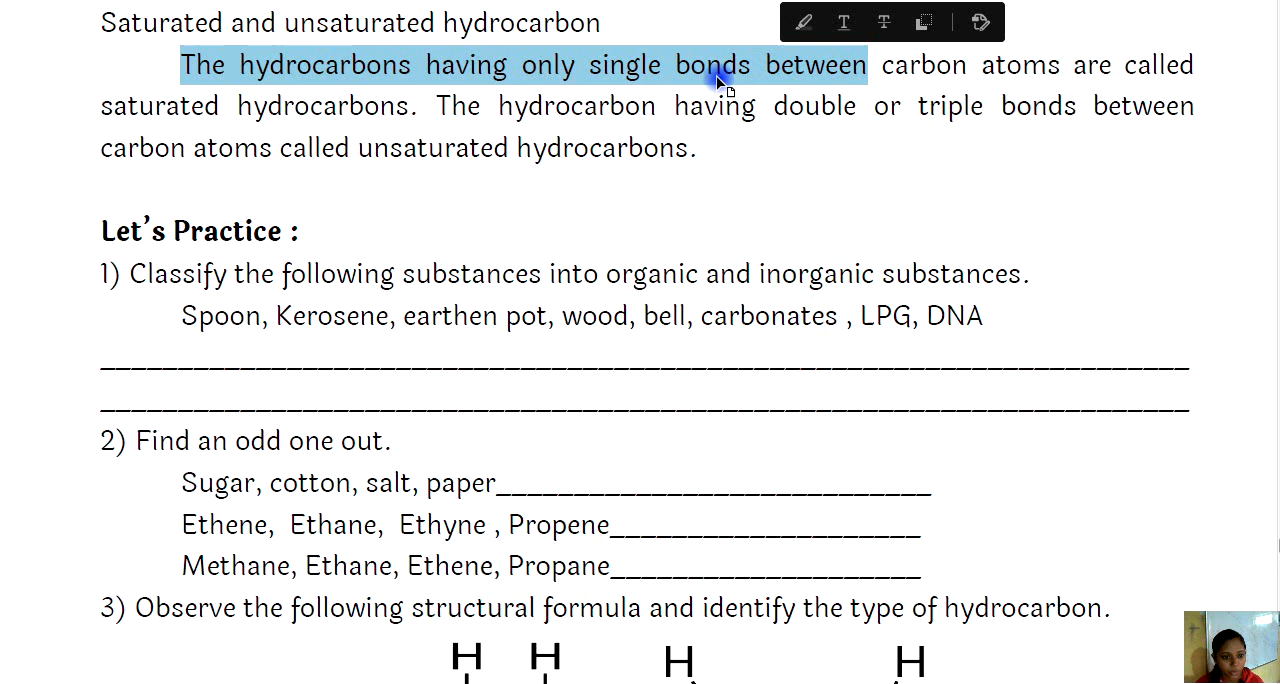 Saturated and unsaturated hydrocarbon
The hydrocarbons having only single bonds between carbon atoms are called
saturated hydrocarbons. The hydrocarbon having double or triple bonds between
carbon atoms called unsaturated hydrocarbons.
Let's Practice :
1) Classify the following substances into organic and inorganic substances.
Spoon, Kerosene, earthen pot, wood, bell, carbonates , LPG, DNA
2) Find an odd one out.
Sugar, cotton, salt, paper____________________________
Ethene, Ethane, Ethyne , Propene____________________
Methane, Ethane, Ethene, Propane____________________
3) Observe the following structural formula and identify the type of hydrocarbon.
H H H H